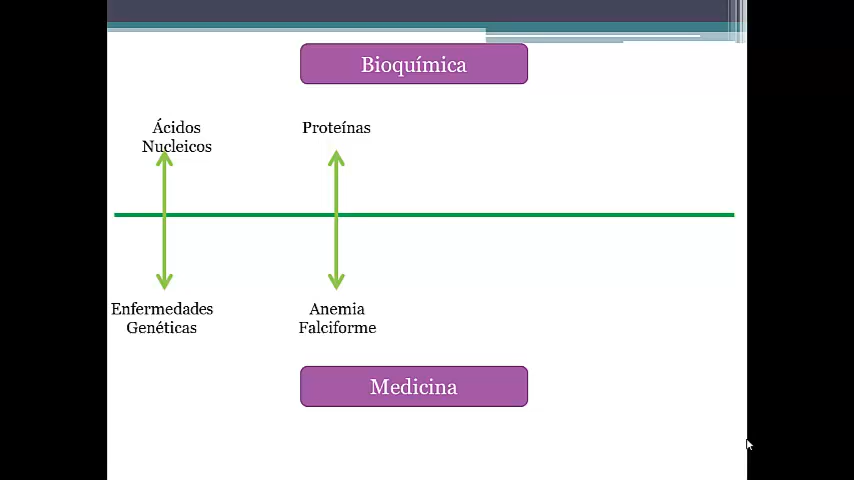 Bioquímica
Ácidos
Nucleicos
Proteínas
Enfermedades
Genéticas
Anemia
Falciforme
Medicina